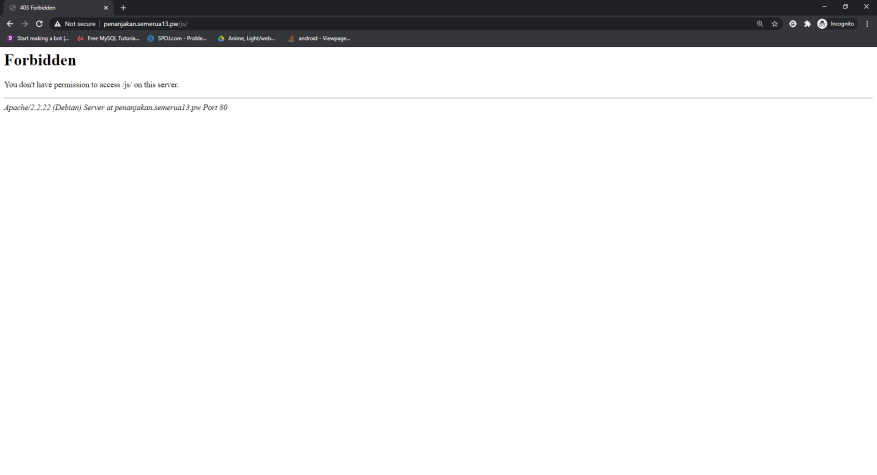 403 Forbidden
Not secure | penanjakan.semerua13.pw/js/
Incognito
Start making a bot |... Free MySQL Tutoria... SPOJ.com - Proble... Anime, Light/web... android - Viewpage...
Forbidden
You don't have permission to access /js/ on this server.
Apache/2.2.22 (Debian) Server at penanjakan.semerua13.pw Port 80